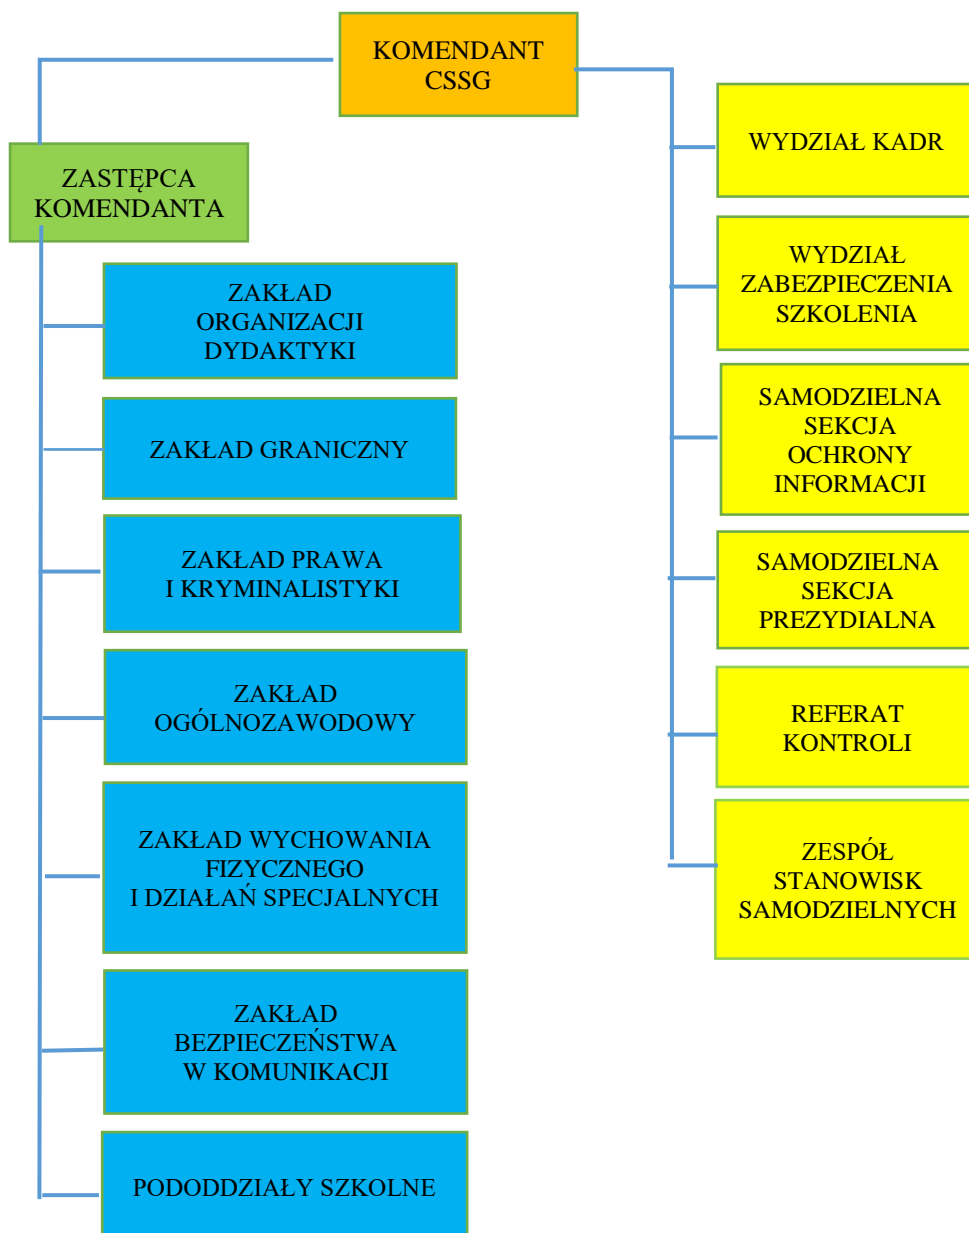 KOMENDANT
CSSG
ZASTĘPCA
KOMENDANTA
ZAKŁAD
ORGANIZACJI
DYDAKTYKI
ZAKŁAD GRANICZNY
ZAKŁAD PRAWA
I KRYMINALISTYKI
ZAKŁAD
OGÓLNOZAWODOWY
ZAKŁAD WYCHOWANIA
FIZYCZNEGO
I DZIAŁAŃ SPECJALNYCH
ZAKŁAD
BEZPIECZEŃSTWA
W KOMUNIKACJI
PODODDZIAŁY SZKOLNE
WYDZIAŁ KADR
WYDZIAŁ
ZABEZPIECZENIA
SZKOLENIA
SAMODZIELNA
SEKCJA
OCHRONY
INFORMACJI
SAMODZIELNA
SEKCJA
PREZYDIALNA
REFERAT
KONTROLI
ZESPÓŁ
STANOWISK
SAMODZIELNYCH